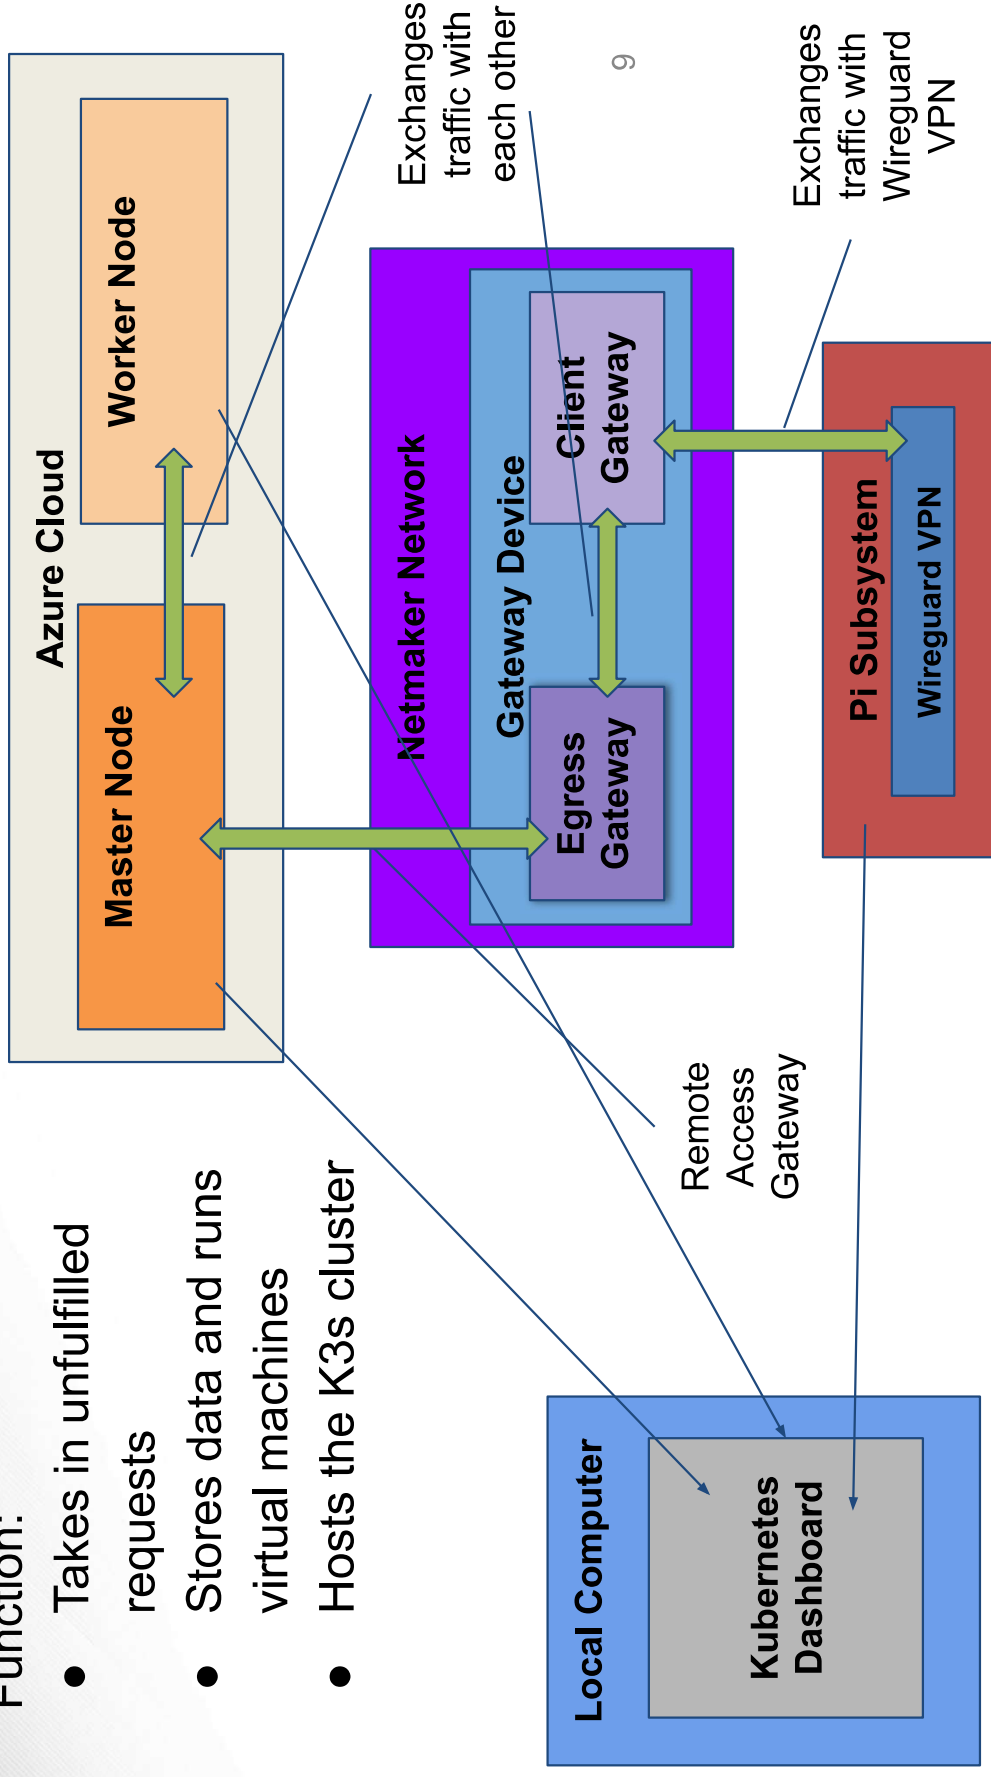 Function:
● Takes in unfulfilled
requests
● Stores data and runs
virtual machines
● Hosts the K3s cluster
Azure Cloud
Master Node
Worker Node
Exchanges
traffic with
each other
Netmaker Network
Gateway Device
Egress
Gateway
Client
Gateway
Remote
Access
Gateway
Local Computer
Kubernetes
Dashboard
Pi Subsystem
Wireguard VPN
Exchanges
traffic with
Wireguard
VPN
9